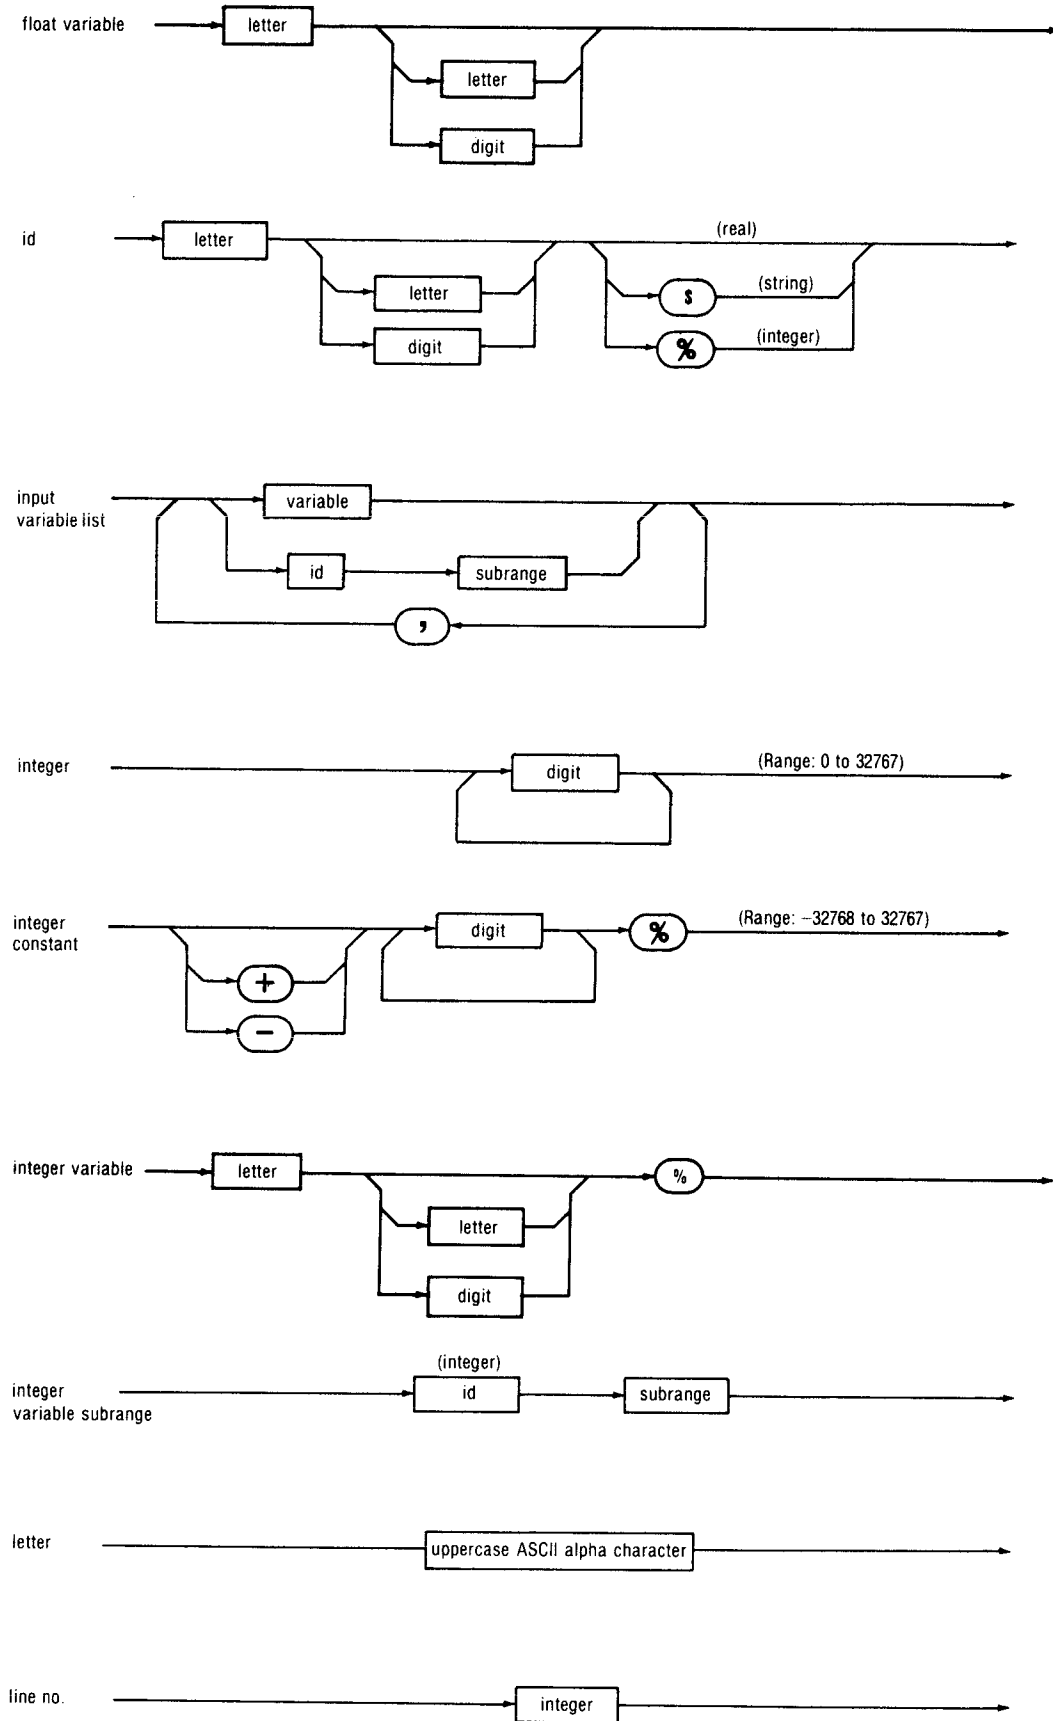 float variable
letter
letter
digit
id
letter
(real)
letter
$
(string)
digit
%
(integer)
input
variable list
variable
id
subrange
,
integer
digit
(Range: 0 to 32767)
integer
constant
digit
%
(Range: −32768 to 32767)
+
−
integer variable
letter
%
letter
digit
(integer)
integer
variable subrange
id
subrange
letter
uppercase ASCII alpha character
line no.
integer